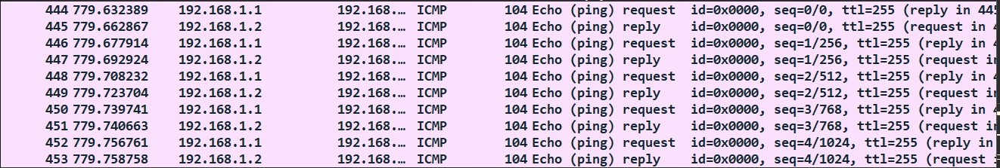 444 779.632389 192.168.1.1 192.168.… ICMP 104 Echo (ping) request id=0x0000, seq=0/0, ttl=255 (reply in 445
445 779.662867 192.168.1.2 192.168.… ICMP 104 Echo (ping) reply id=0x0000, seq=0/0, ttl=255 (request in 4
446 779.677914 192.168.1.1 192.168.… ICMP 104 Echo (ping) request id=0x0000, seq=1/256, ttl=255 (reply in 4
447 779.692924 192.168.1.2 192.168.… ICMP 104 Echo (ping) reply id=0x0000, seq=1/256, ttl=255 (request in
448 779.708232 192.168.1.1 192.168.… ICMP 104 Echo (ping) request id=0x0000, seq=2/512, ttl=255 (reply in 4
449 779.723704 192.168.1.2 192.168.… ICMP 104 Echo (ping) reply id=0x0000, seq=2/512, ttl=255 (request in
450 779.739741 192.168.1.1 192.168.… ICMP 104 Echo (ping) request id=0x0000, seq=3/768, ttl=255 (reply in 4
451 779.740663 192.168.1.2 192.168.… ICMP 104 Echo (ping) reply id=0x0000, seq=3/768, ttl=255 (request in
452 779.756761 192.168.1.1 192.168.… ICMP 104 Echo (ping) request id=0x0000, seq=4/1024, ttl=255 (reply in
453 779.758758 192.168.1.2 192.168.… ICMP 104 Echo (ping) reply id=0x0000, seq=4/1024, ttl=255 (request i